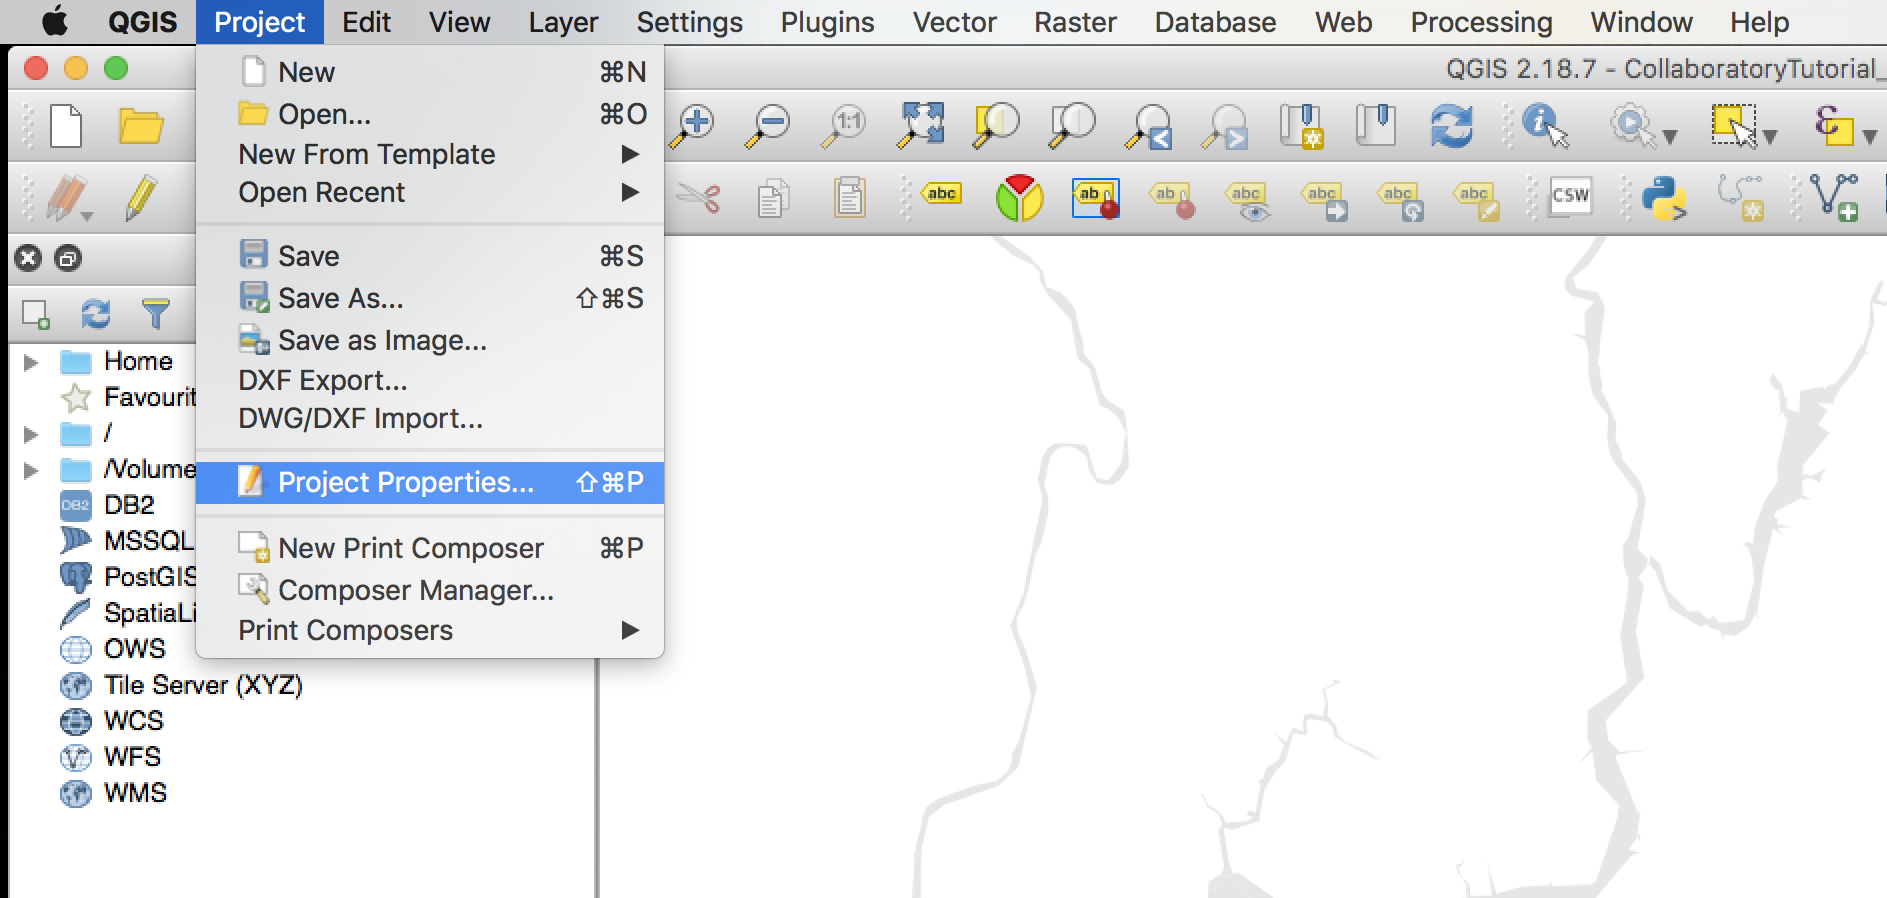 QGIS Project Edit View Layer Settings Plugins Vector Raster Database Web Processing Window Help
QGIS 2.18.7 - CollaboratoryTutorial_
New ⌘N
Open... ⌘O
New From Template ▶
Open Recent ▶
Save ⌘S
Save As... ⇧⌘S
Save as Image...
DXF Export...
DWG/DXF Import...
Project Properties... ⇧⌘P
New Print Composer ⌘P
Composer Manager...
Print Composers ▶
1:1
abc ab ab abc abc abc abc CSW
Home
Favourit
/
/Volume
DB2 DB2
MSSQL
PostGIS
SpatiaLi
OWS
Tile Server (XYZ)
WCS
WFS
WMS